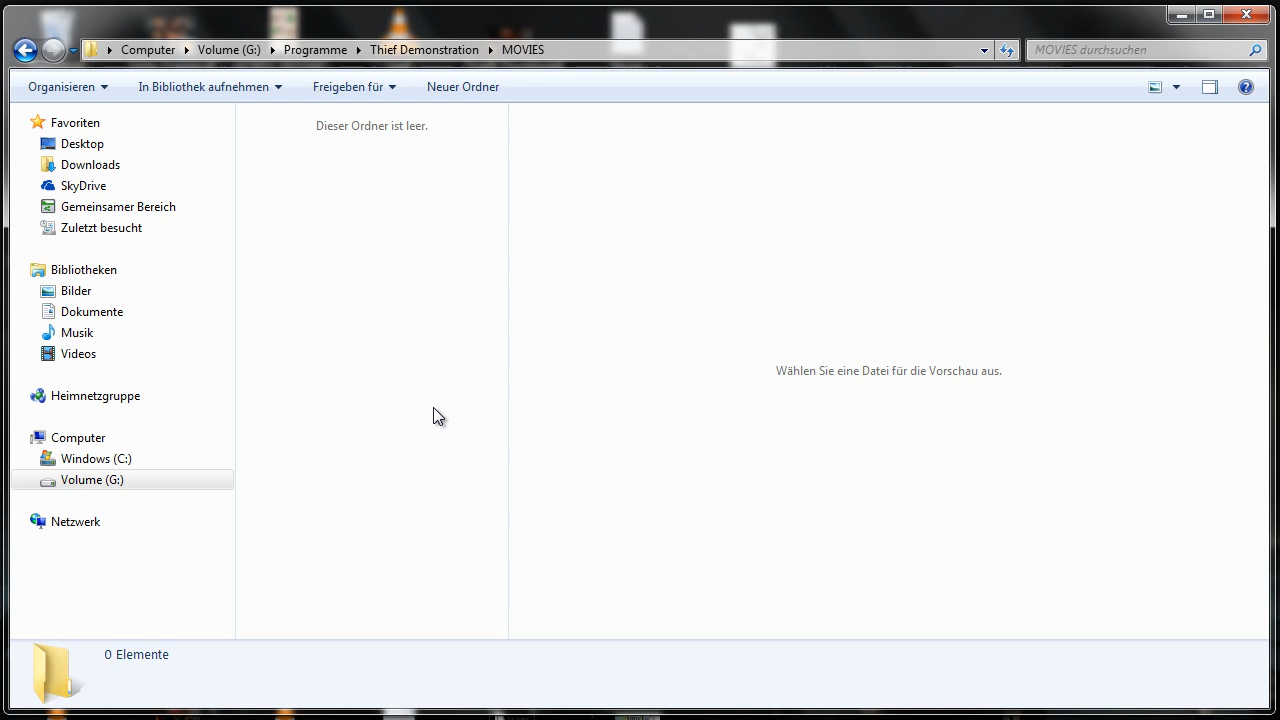 Computer Volume (G:) Programme Thief Demonstration MOVIES
MOVIES durchsuchen
Organisieren In Bibliothek aufnehmen Freigeben für Neuer Ordner
Favoriten
Desktop
Downloads
SkyDrive
Gemeinsamer Bereich
Zuletzt besucht
Bibliotheken
Bilder
Dokumente
Musik
Videos
Heimnetzgruppe
Computer
Windows (C:)
Volume (G:)
Netzwerk
Dieser Ordner ist leer.
Wählen Sie eine Datei für die Vorschau aus.
0 Elemente